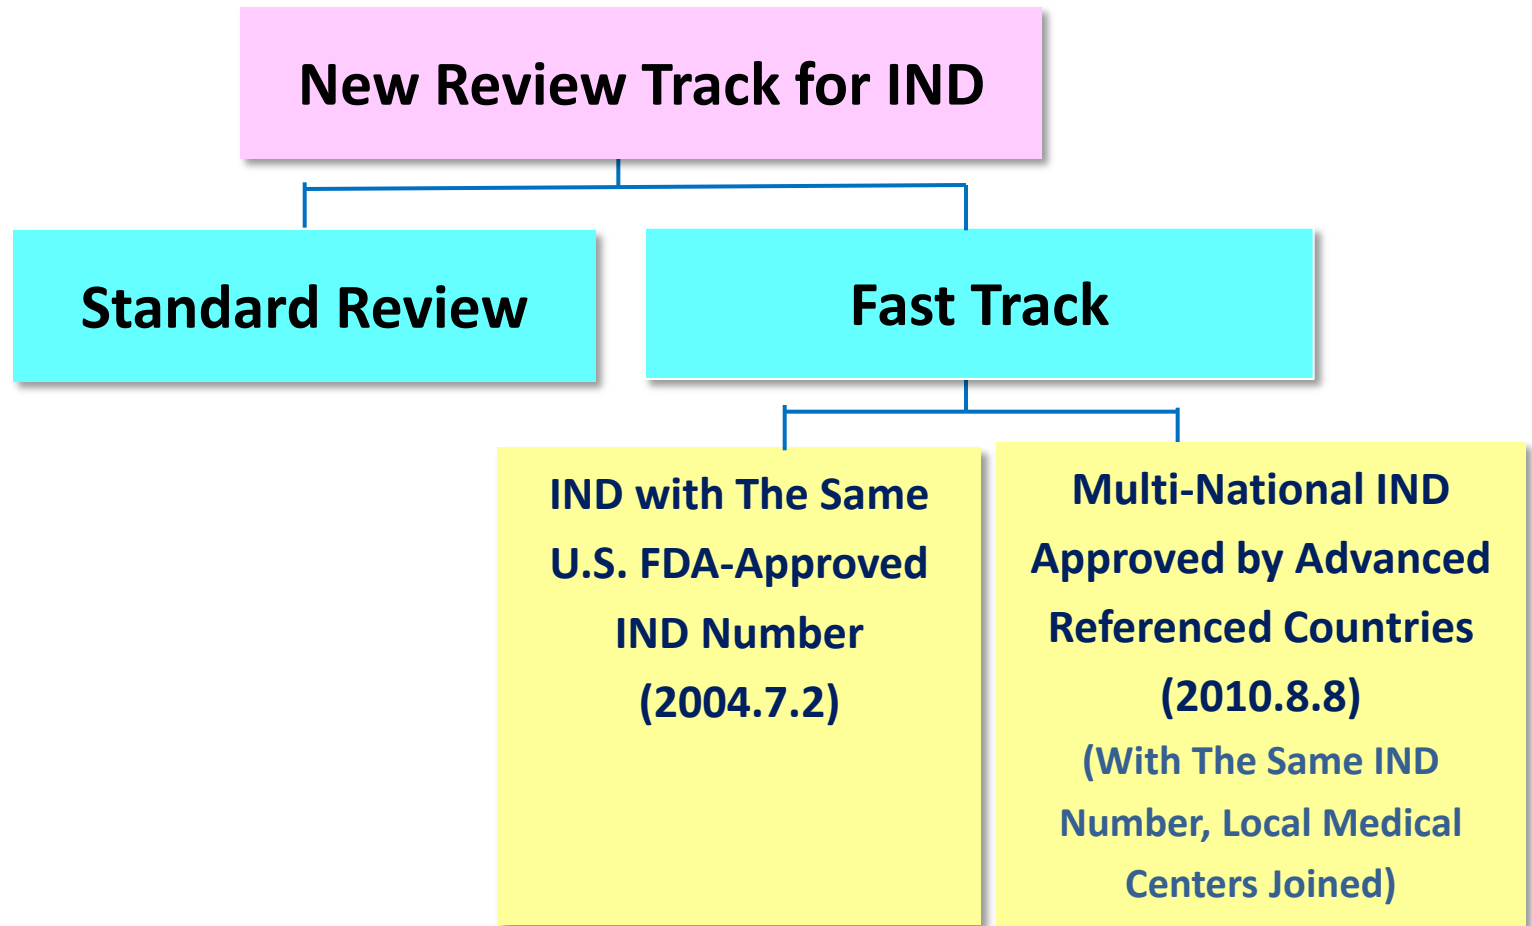 New Review Track for IND
Standard Review
Fast Track
IND with The Same
U.S. FDA-Approved
IND Number
(2004.7.2)
Multi-National IND
Approved by Advanced
Referenced Countries
(2010.8.8)
(With The Same IND
Number, Local Medical
Centers Joined)